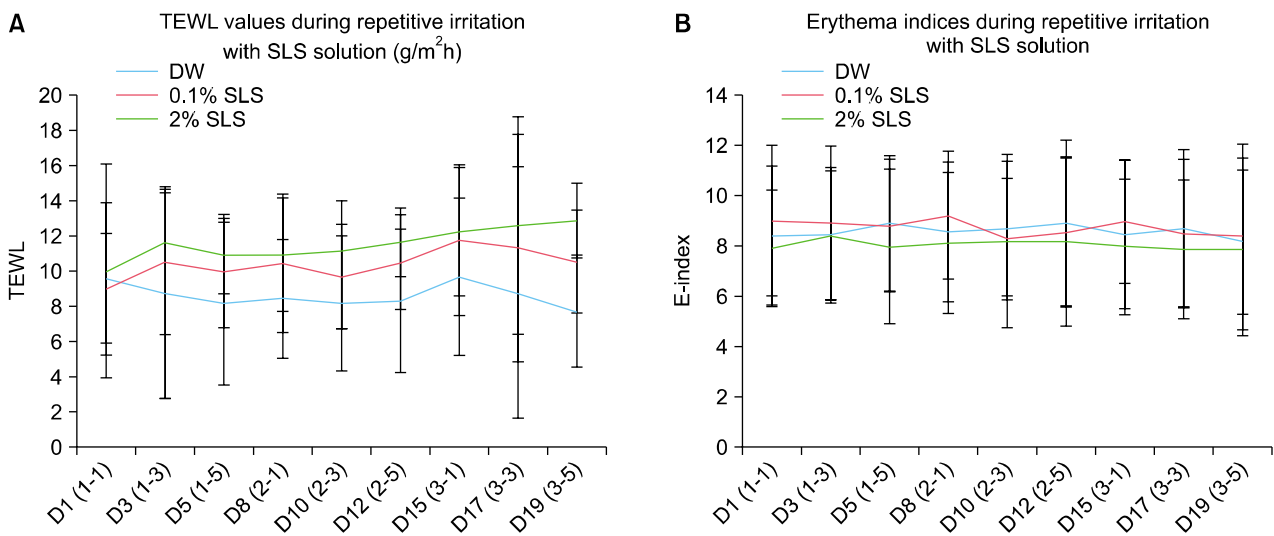 A
TEWL values during repetitive irritation
with SLS solution (g/m²h)
DW
0.1% SLS
2% SLS
20
18
16
14
12
10
8
6
4
2
0
TEWL
D1 (1-1)
D3 (1-3)
D5 (1-5)
D8 (2-1)
D10 (2-3)
D12 (2-5)
D15 (3-1)
D17 (3-3)
D19 (3-5)
B
Erythema indices during repetitive irritation
with SLS solution
DW
0.1% SLS
2% SLS
14
12
10
8
6
4
2
0
E-index
D1 (1-1)
D3 (1-3)
D5 (1-5)
D8 (2-1)
D10 (2-3)
D12 (2-5)
D15 (3-1)
D17 (3-3)
D19 (3-5)